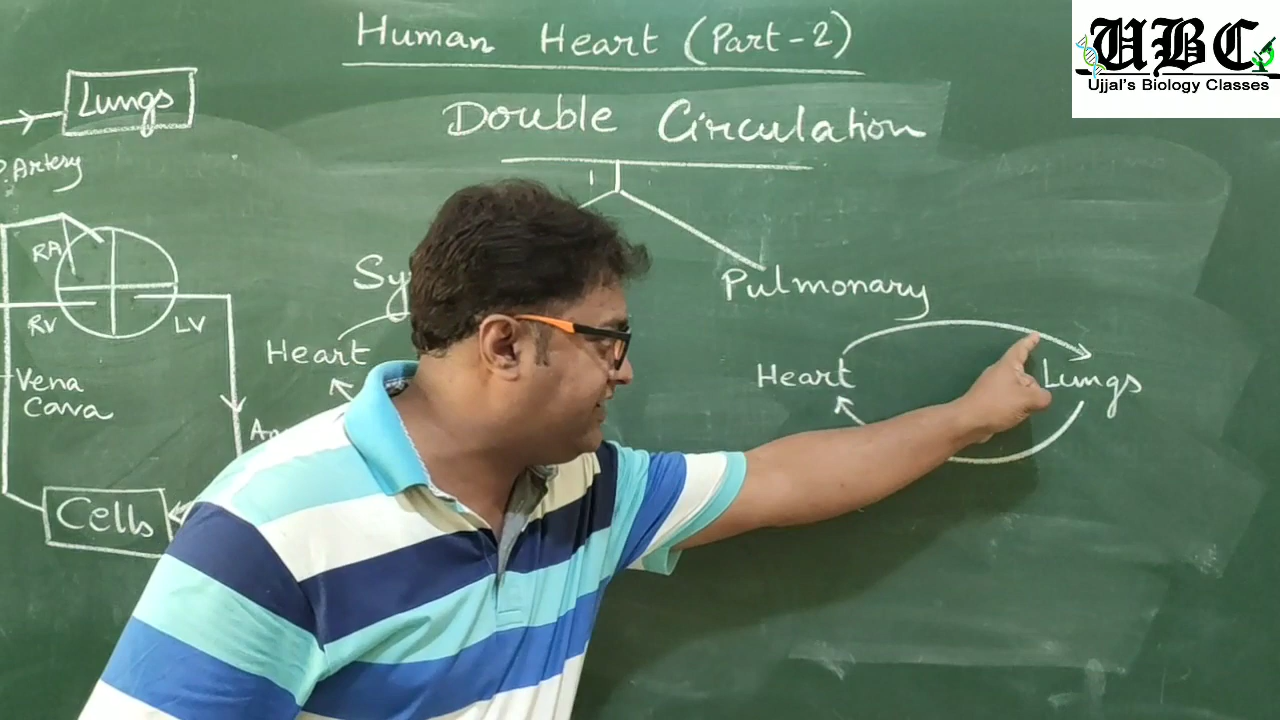 Human Heart (Part-2)
UBC
Ujjal's Biology Classes
Lungs
Double Circulation
P. Artery
RA
Sy
Pulmonary
RV
LV
Heart
Heart
Lungs
Vena
Cava
Cells